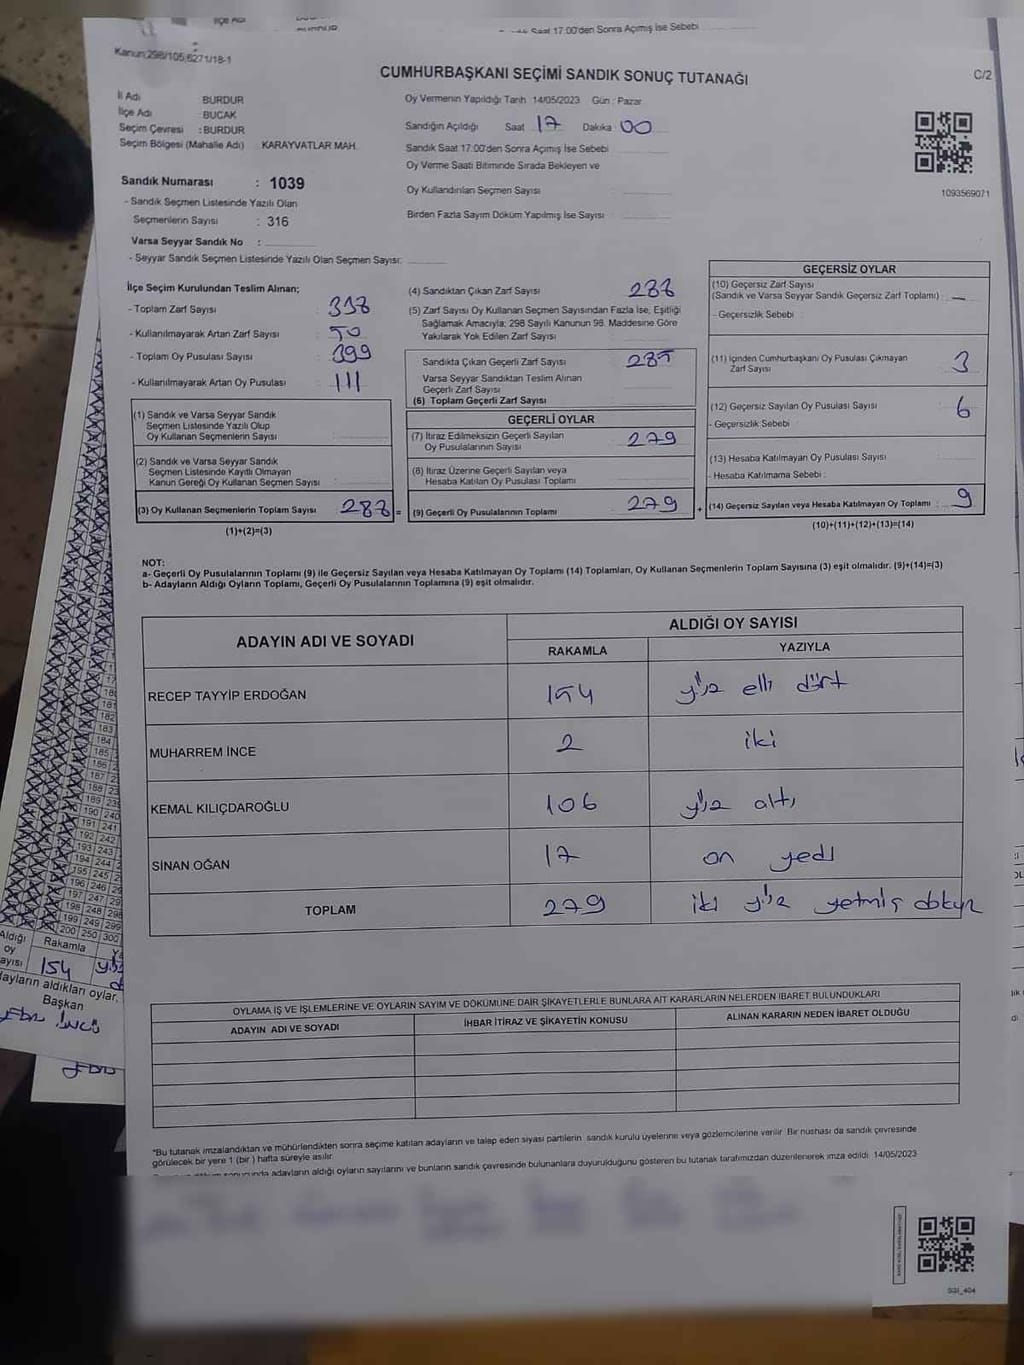 Saat 17:00'den Sonra Açımış İse Sebebi
Kanun:298/105;6271/18-1
CUMHURBAŞKANI SEÇİMİ SANDIK SONUÇ TUTANAĞI
C/2
İl Adı : BURDUR
İlçe Adı : BUCAK
Seçim Çevresi : BURDUR
Seçim Bölgesi (Mahalle Adı) KARAYVATLAR MAH.
Oy Vermenin Yapıldığı Tarih 14/05/2023 Gün : Pazar
Sandığın Açıldığı Saat 17 Dakika 00
Sandık Saat 17:00'den Sonra Açımış İse Sebebi
Oy Verme Saati Bitiminde Sırada Bekleyen ve
Oy Kullandırılan Seçmen Sayısı
Birden Fazla Sayım Döküm Yapılmış İse Sayısı
1093569071
Sandık Numarası : 1039
- Sandık Seçmen Listesinde Yazılı Olan
Seçmenlerin Sayısı : 316
Varsa Seyyar Sandık No :
- Seyyar Sandık Seçmen Listesinde Yazılı Olan Seçmen Sayısı:
İlçe Seçim Kurulundan Teslim Alınan;
- Toplam Zarf Sayısı
- Kullanılmayarak Artan Zarf Sayısı 50
- Toplam Oy Pusulası Sayısı 399
- Kullanılmayarak Artan Oy Pusulası 111
(1) Sandık ve Varsa Seyyar Sandık
Seçmen Listesinde Yazılı Olup
Oy Kullanan Seçmenlerin Sayısı
(2) Sandık ve Varsa Seyyar Sandık
Seçmen Listesinde Kayıtlı Olmayan
Kanun Gereği Oy Kullanan Seçmen Sayısı
(3) Oy Kullanan Seçmenlerin Toplam Sayısı 288 =
(1)+(2)=(3)
(4) Sandıktan Çıkan Zarf Sayısı 288
(5) Zarf Sayısı Oy Kullanan Seçmen Sayısından Fazla İse, Eşitliği
Sağlamak Amacıyla; 298 Sayılı Kanunun 98. Maddesine Göre
Yakılarak Yok Edilen Zarf Sayısı
Sandıkta Çıkan Geçerli Zarf Sayısı 285
Varsa Seyyar Sandıktan Teslim Alınan
Geçerli Zarf Sayısı
(6) Toplam Geçerli Zarf Sayısı
GEÇERLİ OYLAR
(7) İtiraz Edilmeksizin Geçerli Sayılan
Oy Pusulalarının Sayısı 279
(8) İtiraz Üzerine Geçerli Sayılan veya
Hesaba Katılan Oy Pusulası Toplamı
(9) Geçerli Oy Pusulalarının Toplamı 279 +
GEÇERSİZ OYLAR
(10) Geçersiz Zarf Sayısı
(Sandık ve Varsa Seyyar Sandık Geçersiz Zarf Toplamı) —
- Geçersizlik Sebebi
(11) İçinden Cumhurbaşkanı Oy Pusulası Çıkmayan
Zarf Sayısı 3
(12) Geçersiz Sayılan Oy Pusulası Sayısı 6
- Geçersizlik Sebebi
(13) Hesaba Katılmayan Oy Pusulası Sayısı
- Hesaba Katılmama Sebebi :
(14) Geçersiz Sayılan veya Hesaba Katılmayan Oy Toplamı : 9
(10)+(11)+(12)+(13)=(14)
NOT:
a- Geçerli Oy Pusulalarının Toplamı (9) ile Geçersiz Sayılan veya Hesaba Katılmayan Oy Toplamı (14) Toplamları, Oy Kullanan Seçmenlerin Toplam Sayısına (3) eşit olmalıdır. (9)+(14)=(3)
b- Adayların Aldığı Oyların Toplamı, Geçerli Oy Pusulalarının Toplamına (9) eşit olmalıdır.
ADAYIN ADI VE SOYADI ALDIĞI OY SAYISI
RAKAMLA YAZIYLA
RECEP TAYYİP ERDOĞAN 154 yüz elli dört
MUHARREM İNCE 2 iki
KEMAL KILIÇDAROĞLU 106 yüz altı
SİNAN OĞAN 17 on yedi
TOPLAM 279 iki yüz yetmiş dokuz
OYLAMA İŞ VE İŞLEMLERİNE VE OYLARIN SAYIM VE DÖKÜMÜNE DAİR ŞİKAYETLERLE BUNLARA AİT KARARLARIN NELERDEN İBARET BULUNDUKLARI
ADAYIN ADI VE SOYADI İHBAR İTİRAZ VE ŞİKAYETİN KONUSU ALINAN KARARIN NEDEN İBARET OLDUĞU
*Bu tutanak imzalandıktan ve mühürlendikten sonra seçime katılan adayların ve talep eden siyasi partilerin sandık kurulu üyelerine veya gözlemcilerine verilir. Bir nüshası da sandık çevresinde
görülecek bir yere 1 (bir) hafta süreyle asılır.
sonucunda adayların aldığı oyların sayılarını ve bunların sandık çevresinde bulunanlara duyurulduğunu gösteren bu tutanak tarafımızdan düzenlenerek imza edildi 14/05/2023
Aldığı
oy
ayısı
Rakamla
154
dayların aldıkları oylar,
Başkan